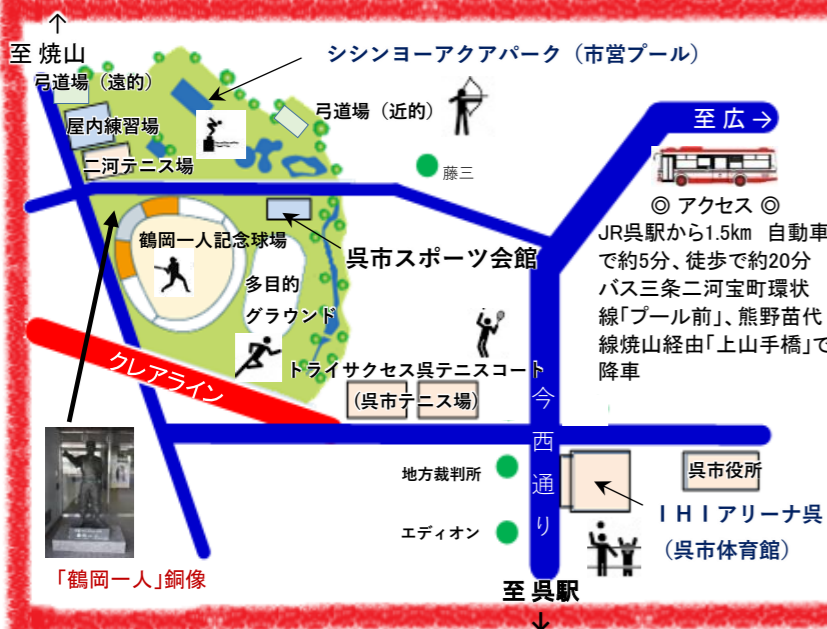 ↑
至 焼山
シシンヨーアクアパーク（市営プール）
弓道場（遠的）
弓道場（近的）
屋内練習場
二河テニス場
至 広 →
藤三
◎ アクセス ◎
JR呉駅から1.5km 自動車
で約5分、徒歩で約20分
バス三条二河宝町環状
線「プール前」、熊野苗代
線焼山経由「上山手橋」で
降車
鶴岡一人記念球場
呉市スポーツ会館
多目的
グラウンド
クレアライン
トライサクセス呉テニスコート
(呉市テニス場)
今西通り
地方裁判所
呉市役所
エディオン
ＩＨＩアリーナ呉
（呉市体育館）
「鶴岡一人」銅像
至 呉駅
↓